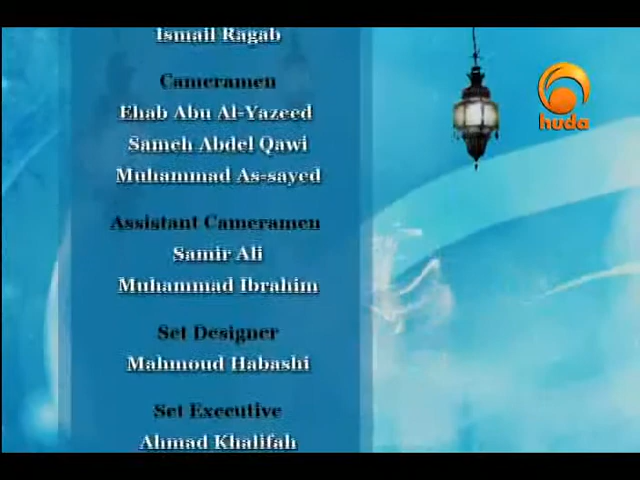 Ismail Ragab
Cameramen
Ehab Abu Al-Yazeed
Sameh Abdel Qawi
Muhammad As-sayed
Assistant Cameramen
Samir Ali
Muhammad Ibrahim
Set Designer
Mahmoud Habashi
Set Executive
Ahmad Khalifah
huda